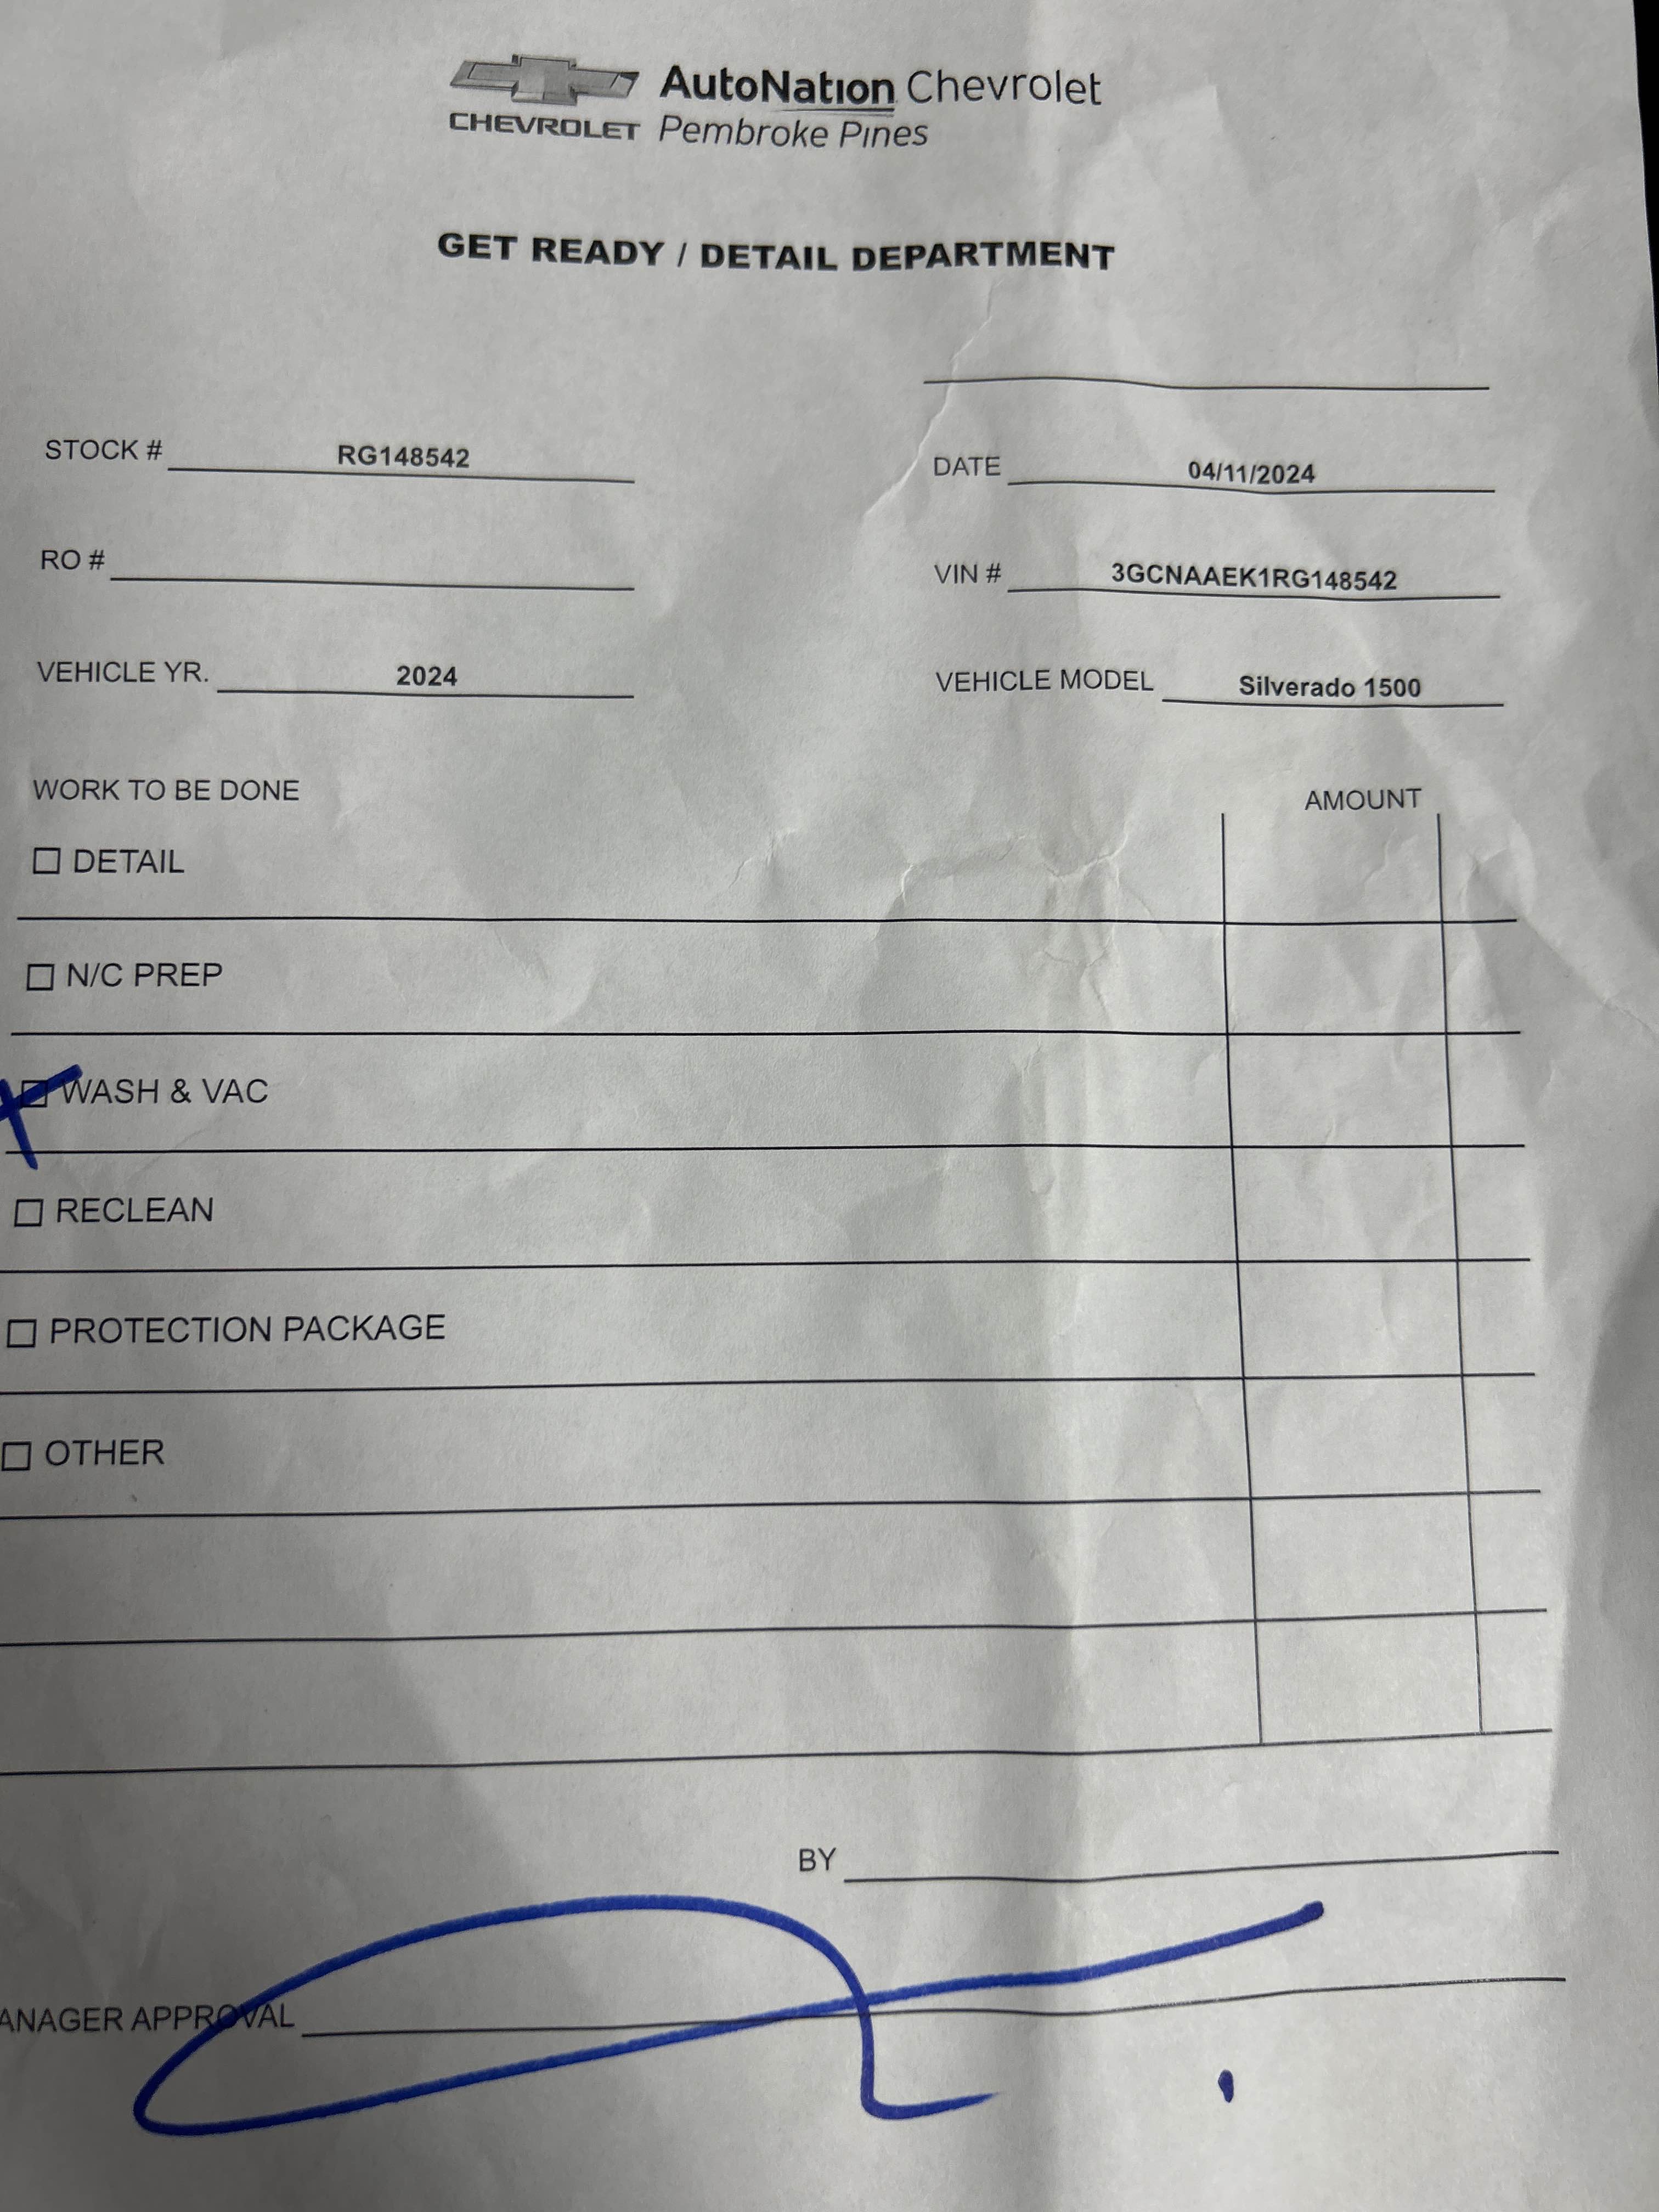 AutoNation Chevrolet
CHEVROLET Pembroke Pines
GET READY / DETAIL DEPARTMENT
STOCK # RG148542 DATE 04/11/2024
RO # VIN # 3GCNAAEK1RG148542
VEHICLE YR. 2024 VEHICLE MODEL Silverado 1500
WORK TO BE DONE AMOUNT
DETAIL
N/C PREP
WASH & VAC
RECLEAN
PROTECTION PACKAGE
OTHER
BY
ANAGER APPROVAL